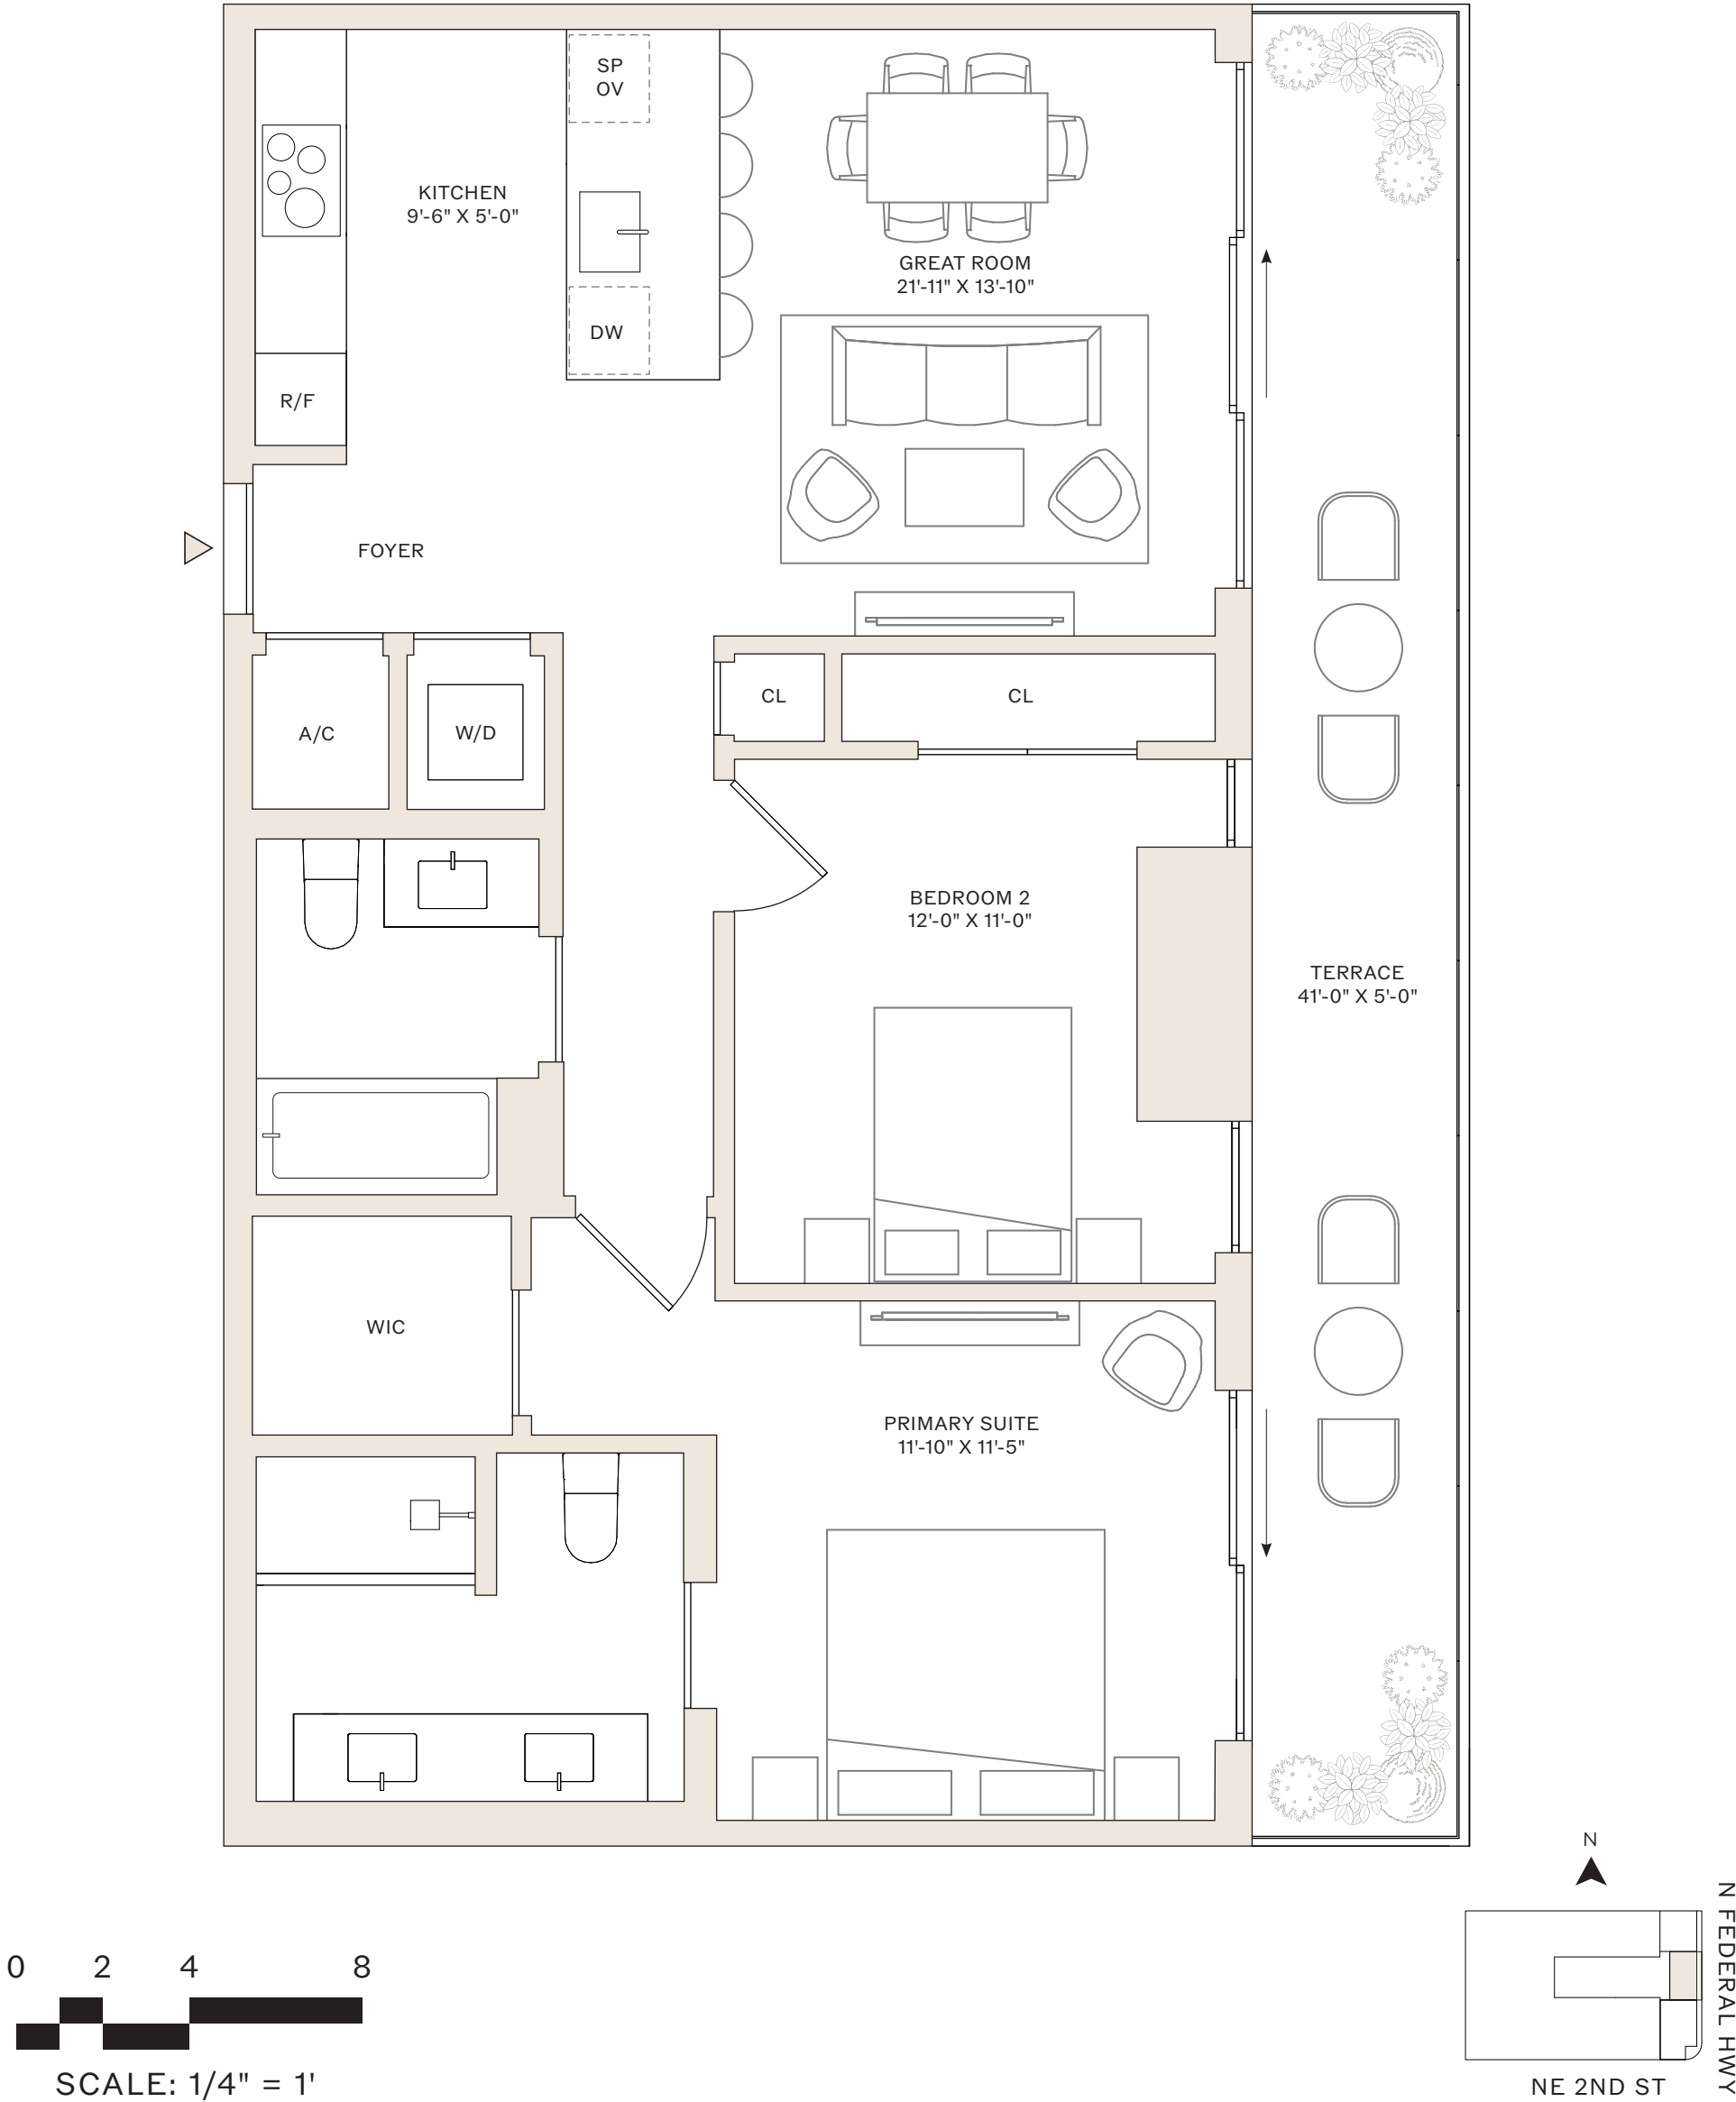 SP
OV
KITCHEN
9'-6" X 5'-0"
GREAT ROOM
21'-11" X 13'-10"
DW
R/F
FOYER
CL
CL
A/C
W/D
BEDROOM 2
12'-0" X 11'-0"
TERRACE
41'-0" X 5'-0"
WIC
PRIMARY SUITE
11'-10" X 11'-5"
N
N FEDERAL HWY
NE 2ND ST
0 2 4 8
SCALE: 1/4" = 1'